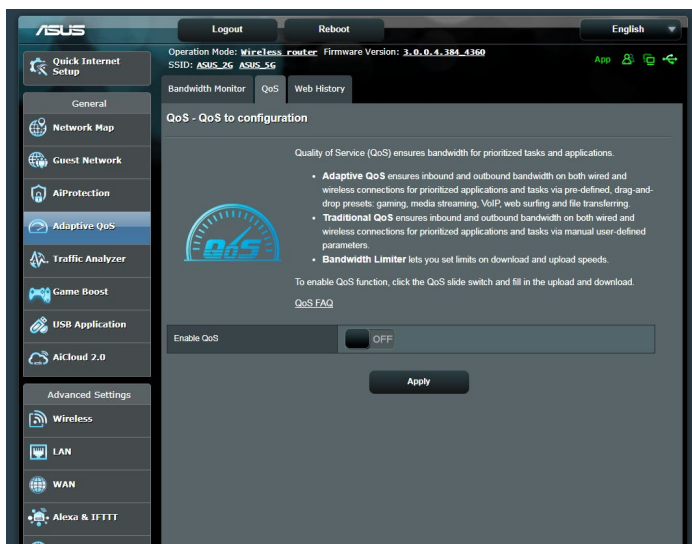 ASUS
Logout
Reboot
English
Quick Internet
Setup
Operation Mode: Wireless router Firmware Version: 3.0.0.4.384_4360
SSID: ASUS_2G ASUS_5G
App
General
Network Map
Guest Network
AiProtection
Adaptive QoS
Traffic Analyzer
Game Boost
USB Application
AiCloud 2.0
Advanced Settings
Wireless
LAN
WAN
Alexa & IFTTT
Bandwidth Monitor
QoS
Web History
QoS - QoS to configuration
QoS
Quality of Service (QoS) ensures bandwidth for prioritized tasks and applications.
• Adaptive QoS ensures inbound and outbound bandwidth on both wired and
wireless connections for prioritized applications and tasks via pre-defined, drag-and-
drop presets: gaming, media streaming, VoIP, web surfing and file transferring.
• Traditional QoS ensures inbound and outbound bandwidth on both wired and
wireless connections for prioritized applications and tasks via manual user-defined
parameters.
• Bandwidth Limiter lets you set limits on download and upload speeds.
To enable QoS function, click the QoS slide switch and fill in the upload and download.
QoS FAQ
Enable QoS
OFF
Apply